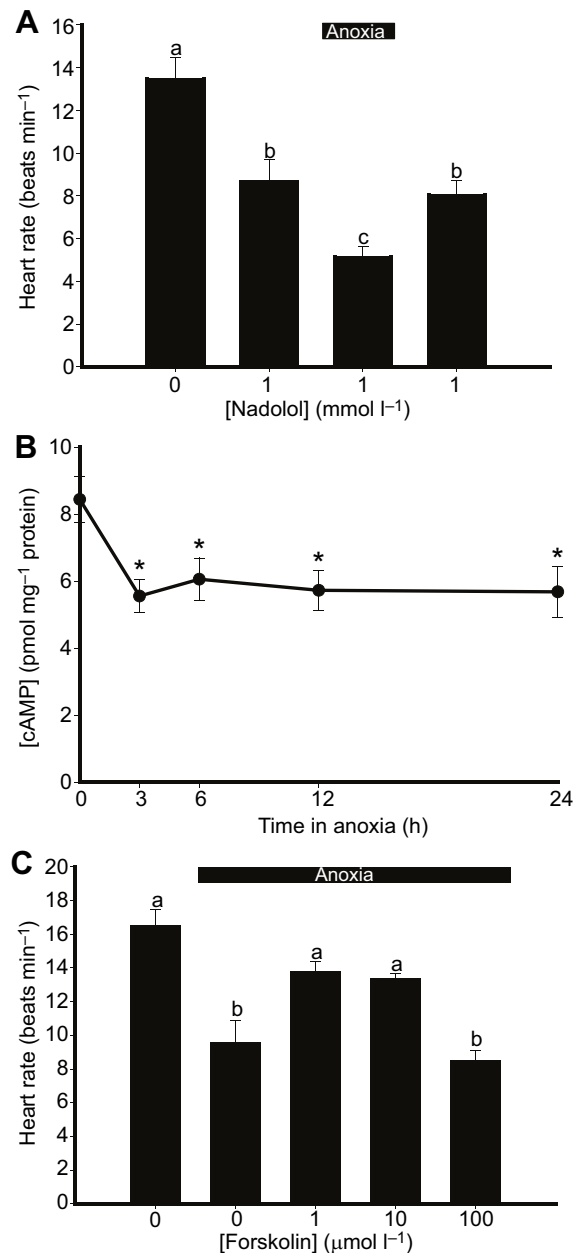 A
16
14
12
10
8
6
4
2
0
Heart rate (beats min–1)
Anoxia
a
b
c
b
0 1 1 1
[Nadolol] (mmol l–1)
B
10
8
6
4
2
0
[cAMP] (pmol mg–1 protein)
* * * *
0 3 6 12 24
Time in anoxia (h)
C
20
18
16
14
12
10
8
6
4
2
0
Heart rate (beats min–1)
Anoxia
a
b
a
a
b
0 0 1 10 100
[Forskolin] (μmol l–1)